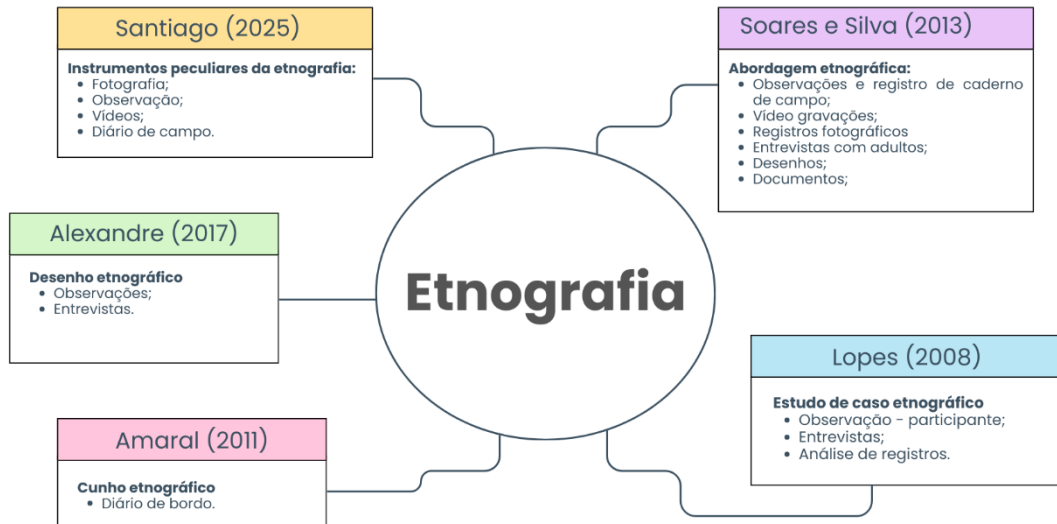 Santiago (2025)
Instrumentos peculiares da etnografia:
• Fotografia;
• Observação;
• Vídeos;
• Diário de campo.
Soares e Silva (2013)
Abordagem etnográfica:
• Observações e registro de caderno
de campo;
• Vídeo gravações;
• Registros fotográficos
• Entrevistas com adultos;
• Desenhos;
• Documentos;
Alexandre (2017)
Desenho etnográfico
• Observações;
• Entrevistas.
Etnografia
Lopes (2008)
Estudo de caso etnográfico
• Observação - participante;
• Entrevistas;
• Análise de registros.
Amaral (2011)
Cunho etnográfico
• Diário de bordo.